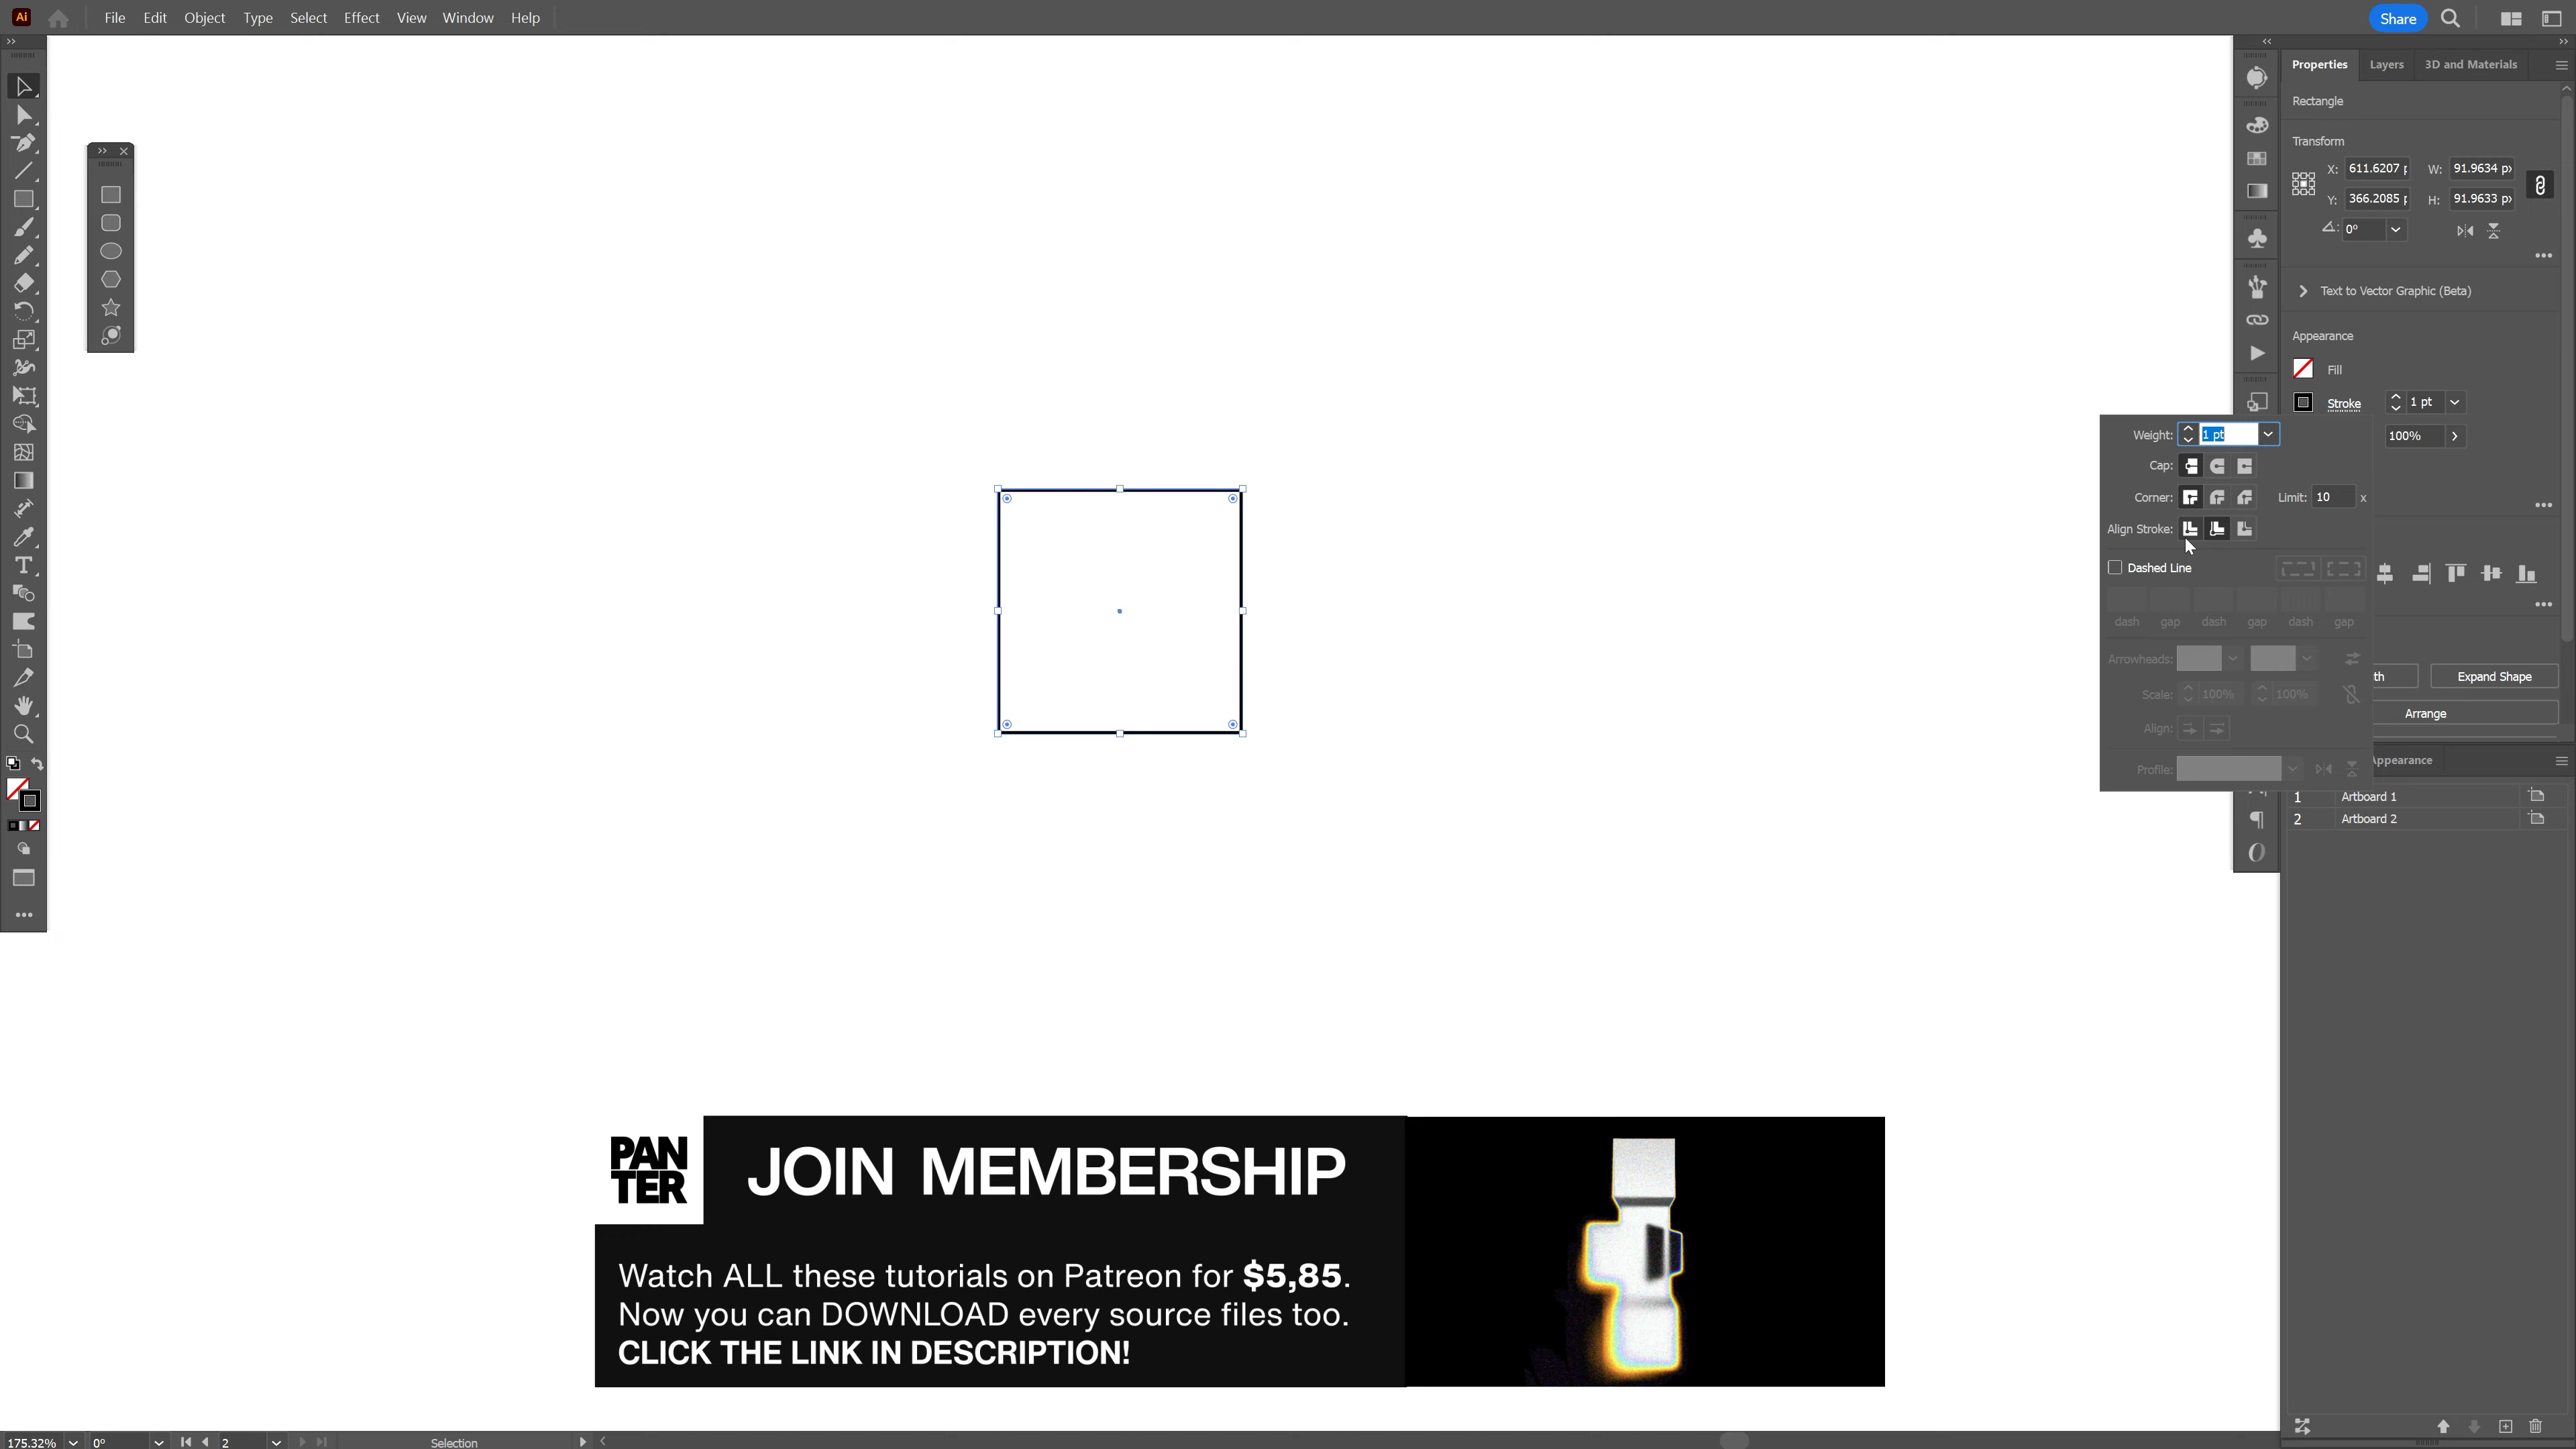 Ai File Edit Object Type Select Effect View Window Help Share
Properties Layers 3D and Materials
Rectangle
Transform
X: 611.6207 W: 91.9634 px
Y: 366.2085 H: 91.9633 px
0°
Text to Vector Graphic (Beta)
Appearance
Fill
Stroke 1 pt
100%
Weight: 1 pt
Cap:
Corner: Limit: 10 x
Align Stroke:
Dashed Line
dash gap dash gap dash gap
Arrowheads:
Scale: 100% 100%
Align:
Profile:
th Expand Shape
Arrange
Appearance
1 Artboard 1
2 Artboard 2
PAN
TER
JOIN MEMBERSHIP
Watch ALL these tutorials on Patreon for $5,85.
Now you can DOWNLOAD every source files too.
CLICK THE LINK IN DESCRIPTION!
175.32% 0° 2 Selection